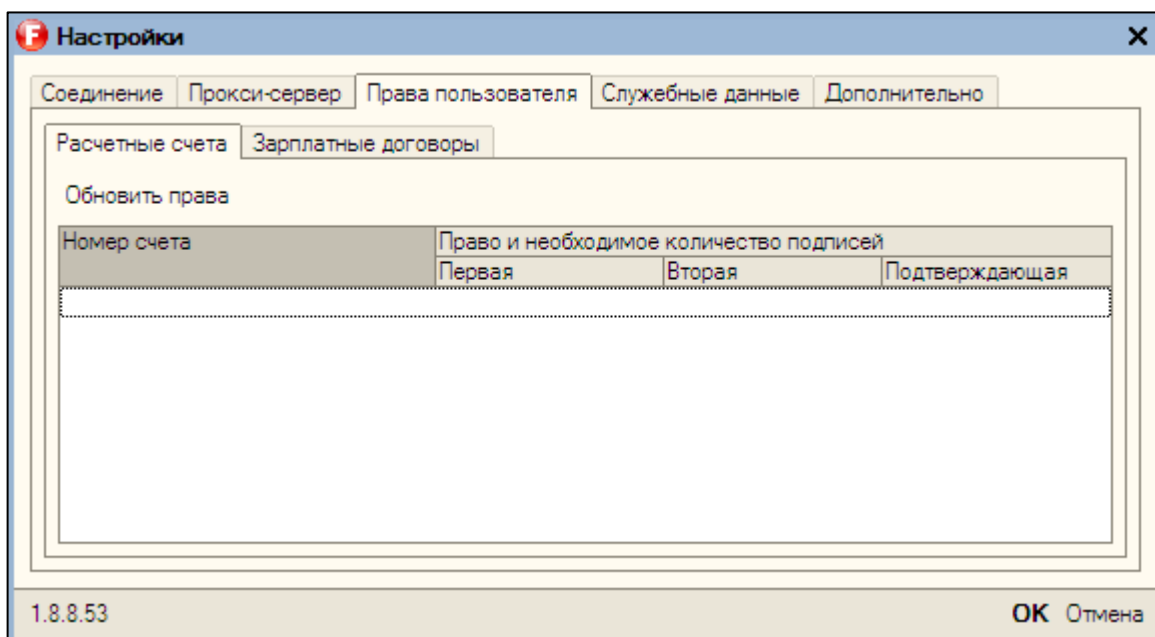 Настройки
Соединение Прокси-сервер Права пользователя Служебные данные Дополнительно
Расчетные счета Зарплатные договоры
Обновить права
Номер счета Право и необходимое количество подписей
Первая Вторая Подтверждающая
1.8.8.53 OK Отмена